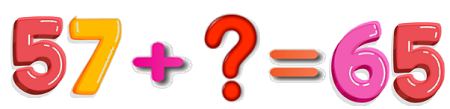 57 + ? = 65